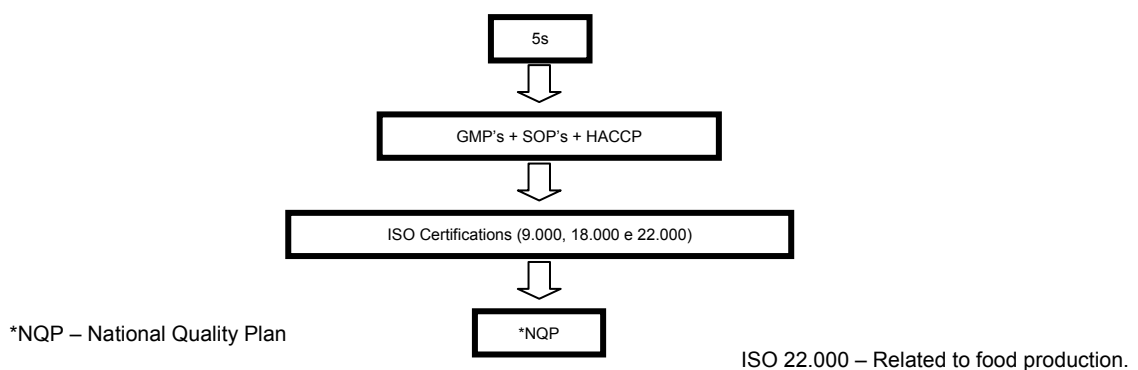 5s
GMP's + SOP's + HACCP
ISO Certifications (9.000, 18.000 e 22.000)
*NQP – National Quality Plan
*NQP
ISO 22.000 – Related to food production.